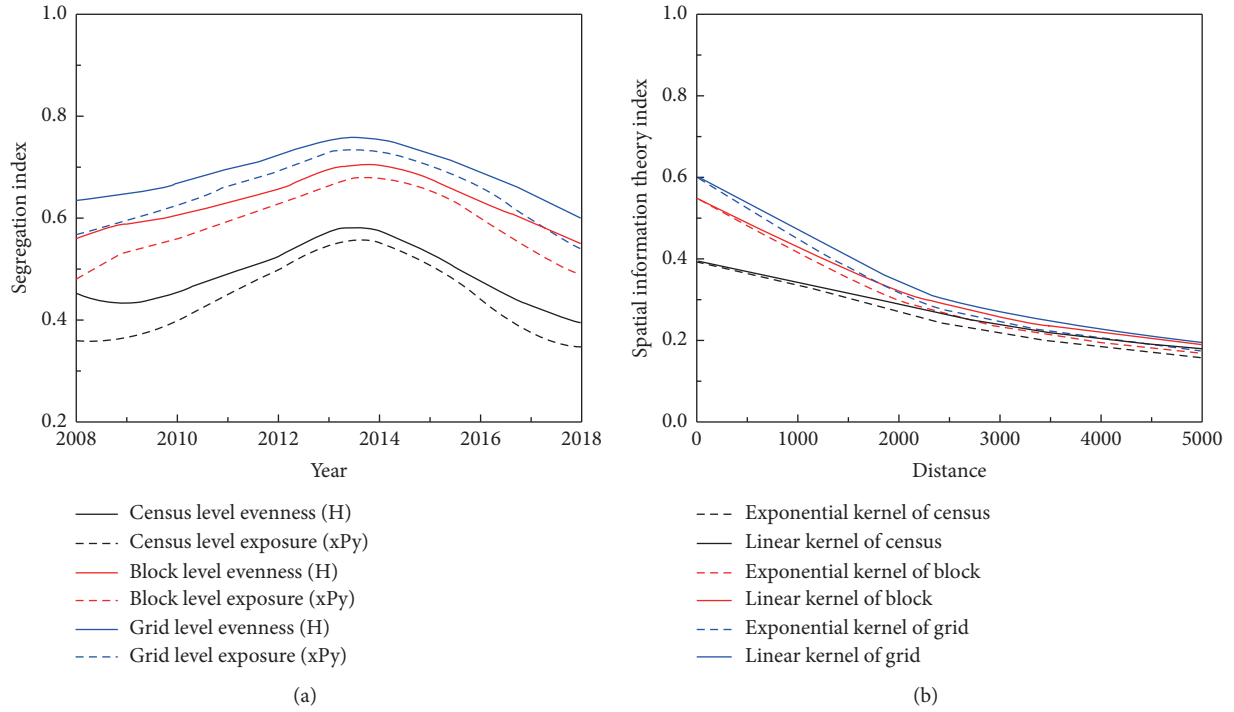 1.0
0.8
0.6
0.4
0.2
Segregation index
2008 2010 2012 2014 2016 2018
Year
Census level evenness (H)
Census level exposure (xPy)
Block level evenness (H)
Block level exposure (xPy)
Grid level evenness (H)
Grid level exposure (xPy)
(a)
1.0
0.8
0.6
0.4
0.2
0.0
Spatial information theory index
0 1000 2000 3000 4000 5000
Distance
Exponential kernel of census
Linear kernel of census
Exponential kernel of block
Linear kernel of block
Exponential kernel of grid
Linear kernel of grid
(b)